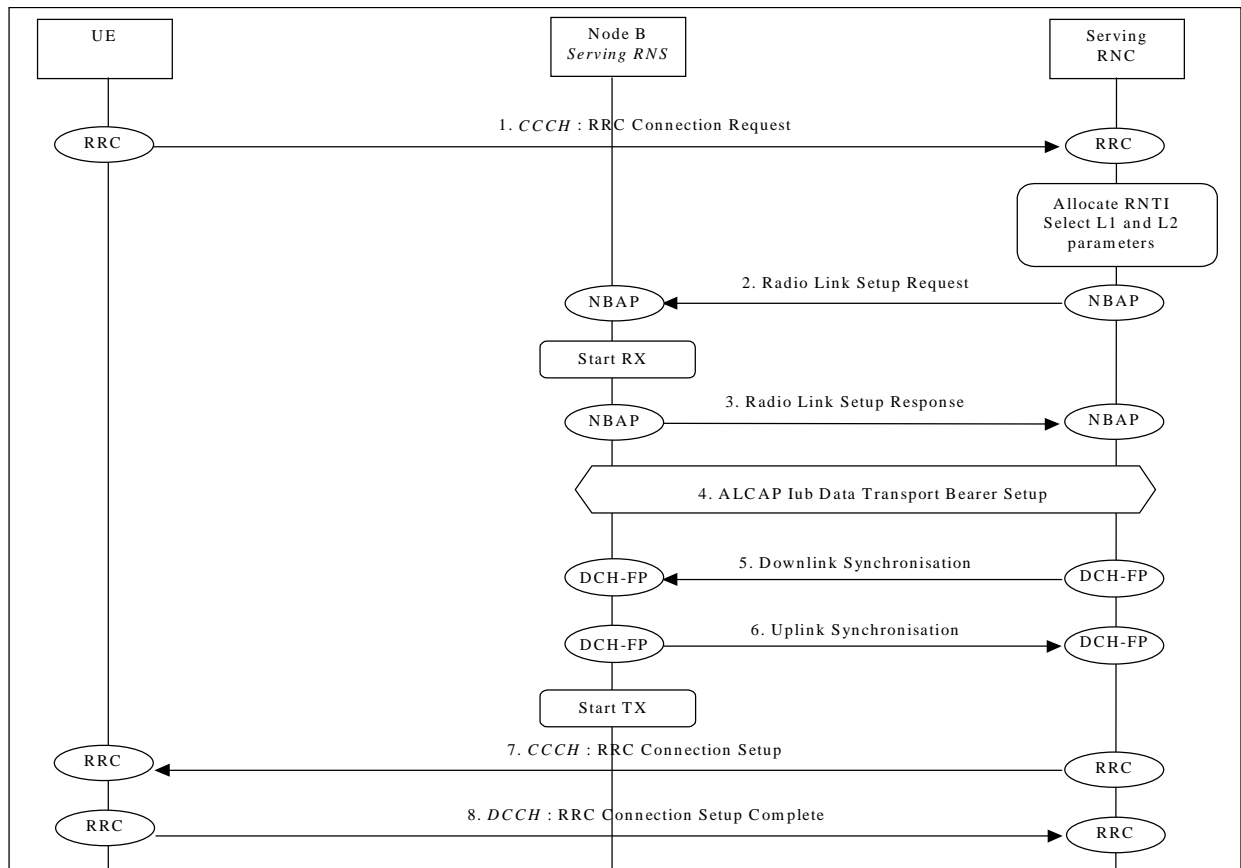 UE
Node B
Serving RNS
Serving
RNC
1. CCCH : RRC Connection Request
RRC
RRC
Allocate RNTI
Select L1 and L2
parameters
2. Radio Link Setup Request
NBAP
NBAP
Start RX
3. Radio Link Setup Response
NBAP
NBAP
4. ALCAP Iub Data Transport Bearer Setup
5. Downlink Synchronisation
DCH-FP
DCH-FP
6. Uplink Synchronisation
DCH-FP
DCH-FP
Start TX
7. CCCH : RRC Connection Setup
RRC
RRC
8. DCCH : RRC Connection Setup Complete
RRC
RRC